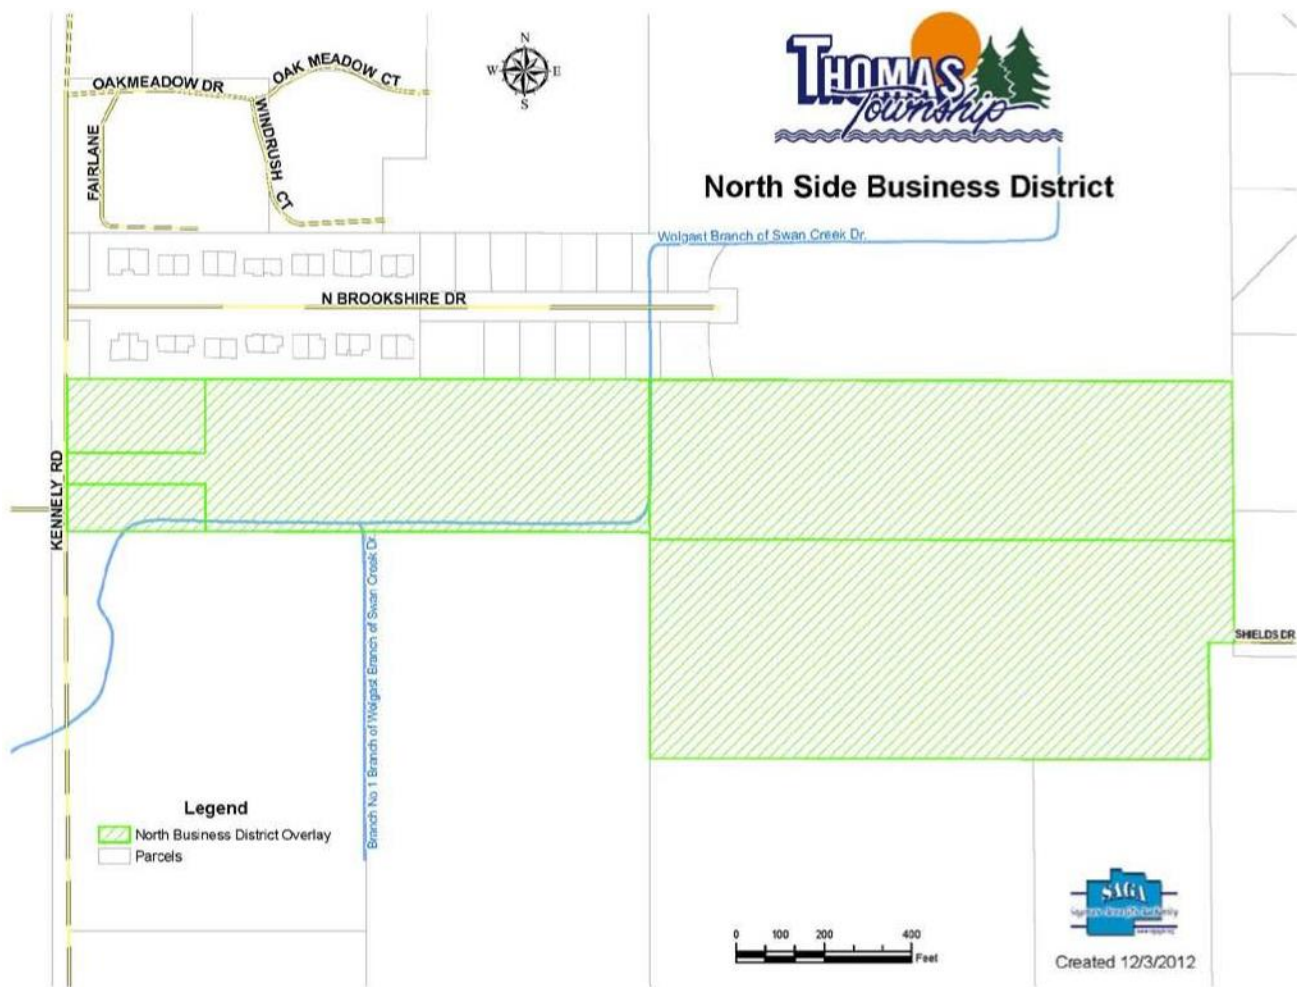 OAKMEADOW DR
OAK MEADOW CT
FAIRLANE
WINDRUSH CT
N
W
E
S
THOMAS
Township
North Side Business District
Wolgast Branch of Swan Creek Dr.
N BROOKSHIRE DR
KENNELY RD
Branch No 1 Branch of Wolgast Branch of Swan Creek Dr.
SHIELDS DR
Legend
North Business District Overlay
Parcels
0 100 200 400
Feet
SAGA
Created 12/3/2012